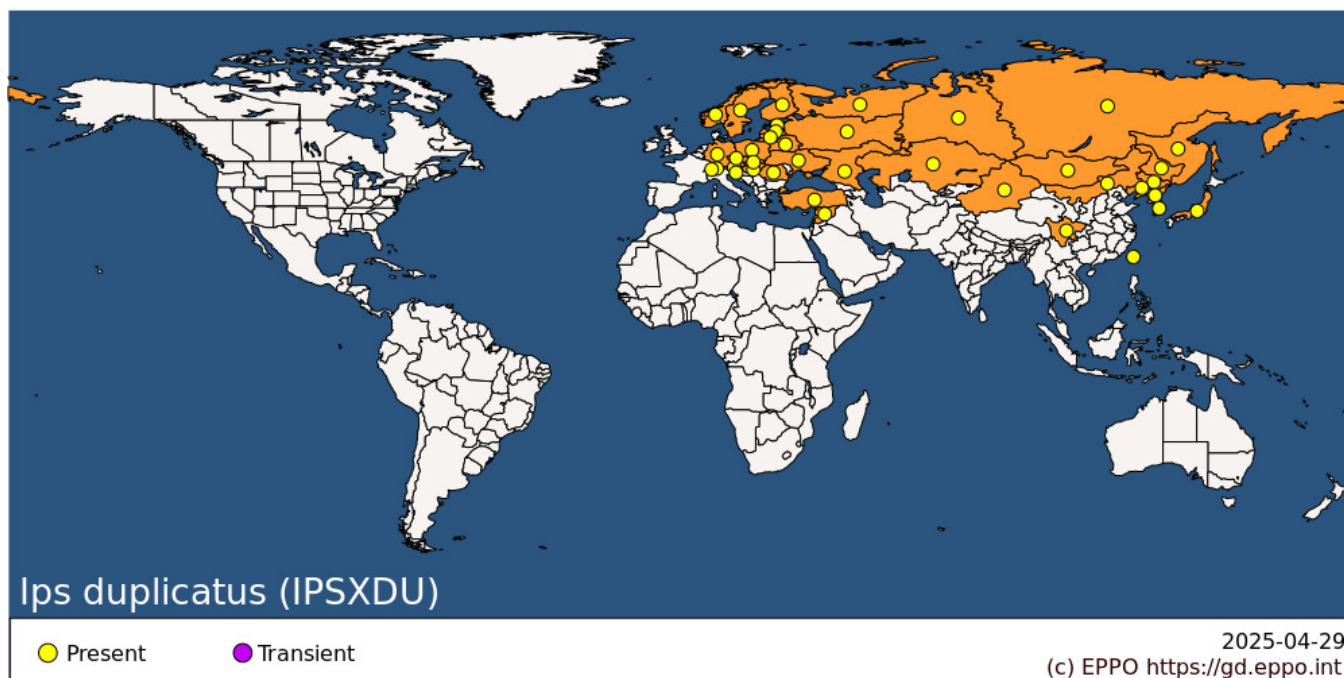 Ips duplicatus (IPSXDU)
Present
Transient
2025-04-29
(c) EPPO https://gd.eppo.int